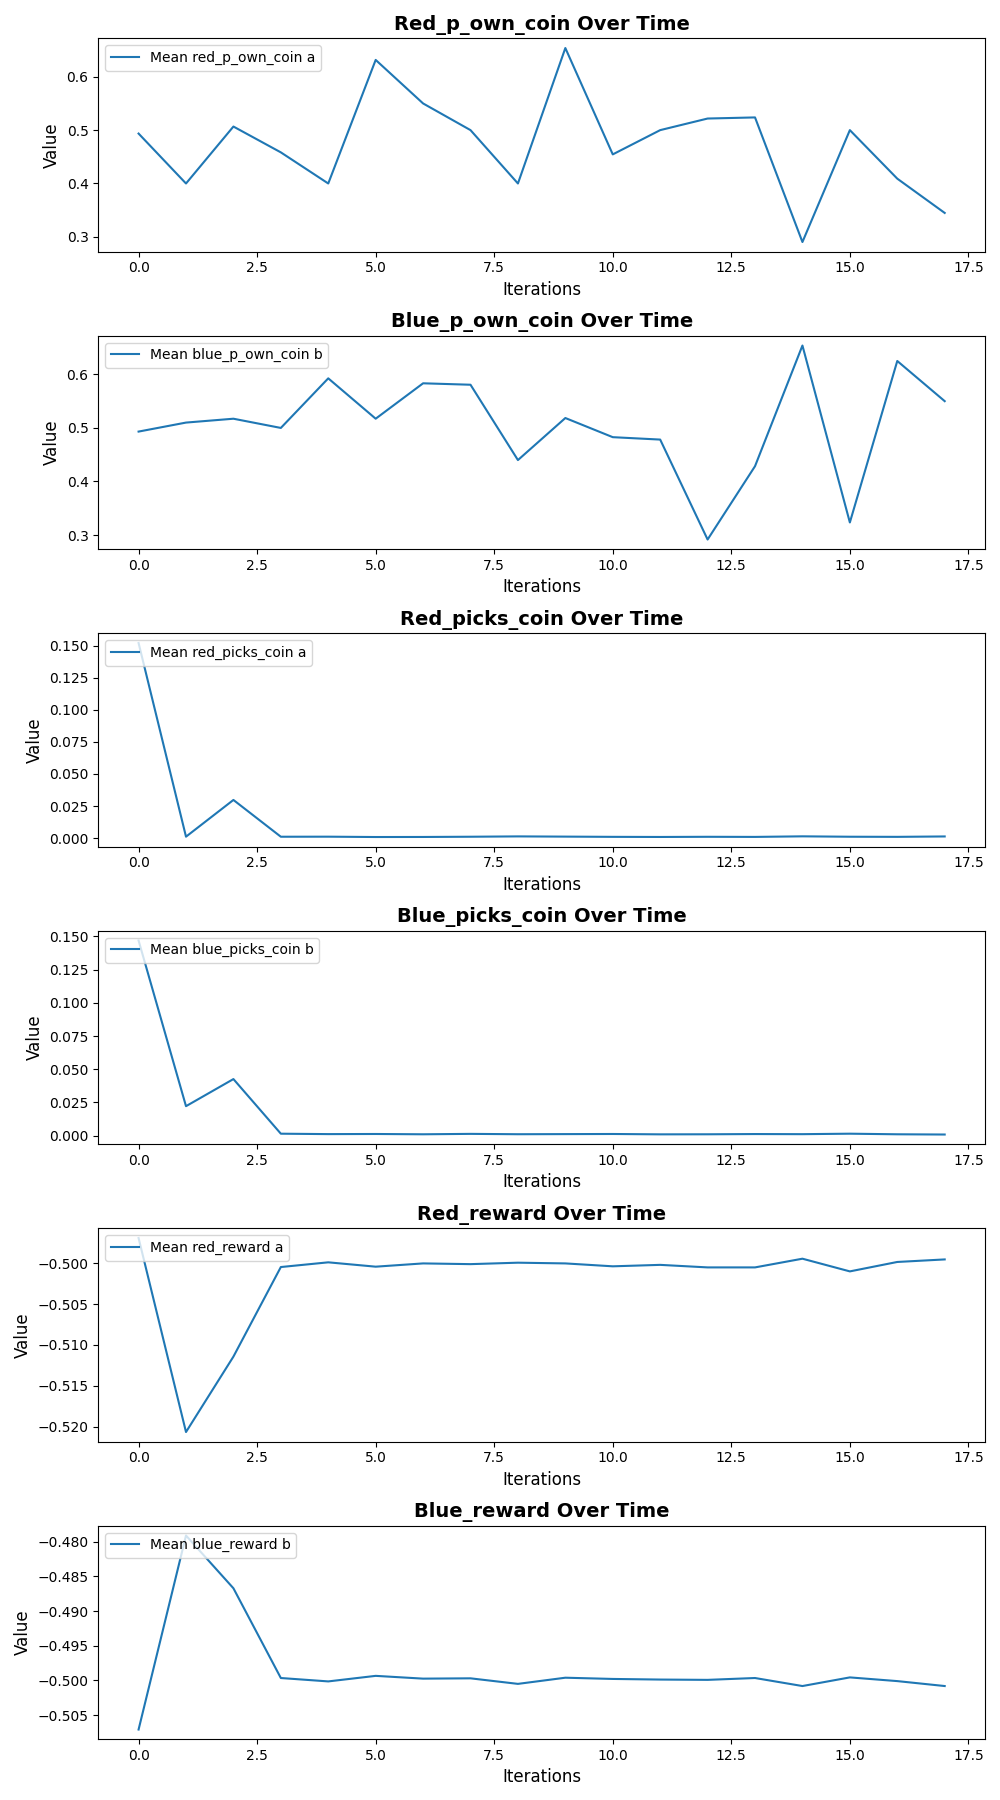 Red_p_own_coin Over Time
Mean red_p_own_coin a
0.6
0.5
0.4
0.3
Value
0.0 2.5 5.0 7.5 10.0 12.5 15.0 17.5
Iterations
Blue_p_own_coin Over Time
Mean blue_p_own_coin b
0.6
0.5
0.4
0.3
Value
0.0 2.5 5.0 7.5 10.0 12.5 15.0 17.5
Iterations
Red_picks_coin Over Time
Mean red_picks_coin a
0.150
0.125
0.100
0.075
0.050
0.025
0.000
Value
0.0 2.5 5.0 7.5 10.0 12.5 15.0 17.5
Iterations
Blue_picks_coin Over Time
Mean blue_picks_coin b
0.150
0.125
0.100
0.075
0.050
0.025
0.000
Value
0.0 2.5 5.0 7.5 10.0 12.5 15.0 17.5
Iterations
Red_reward Over Time
Mean red_reward a
−0.500
−0.505
−0.510
−0.515
−0.520
Value
0.0 2.5 5.0 7.5 10.0 12.5 15.0 17.5
Iterations
Blue_reward Over Time
Mean blue_reward b
−0.480
−0.485
−0.490
−0.495
−0.500
−0.505
Value
0.0 2.5 5.0 7.5 10.0 12.5 15.0 17.5
Iterations